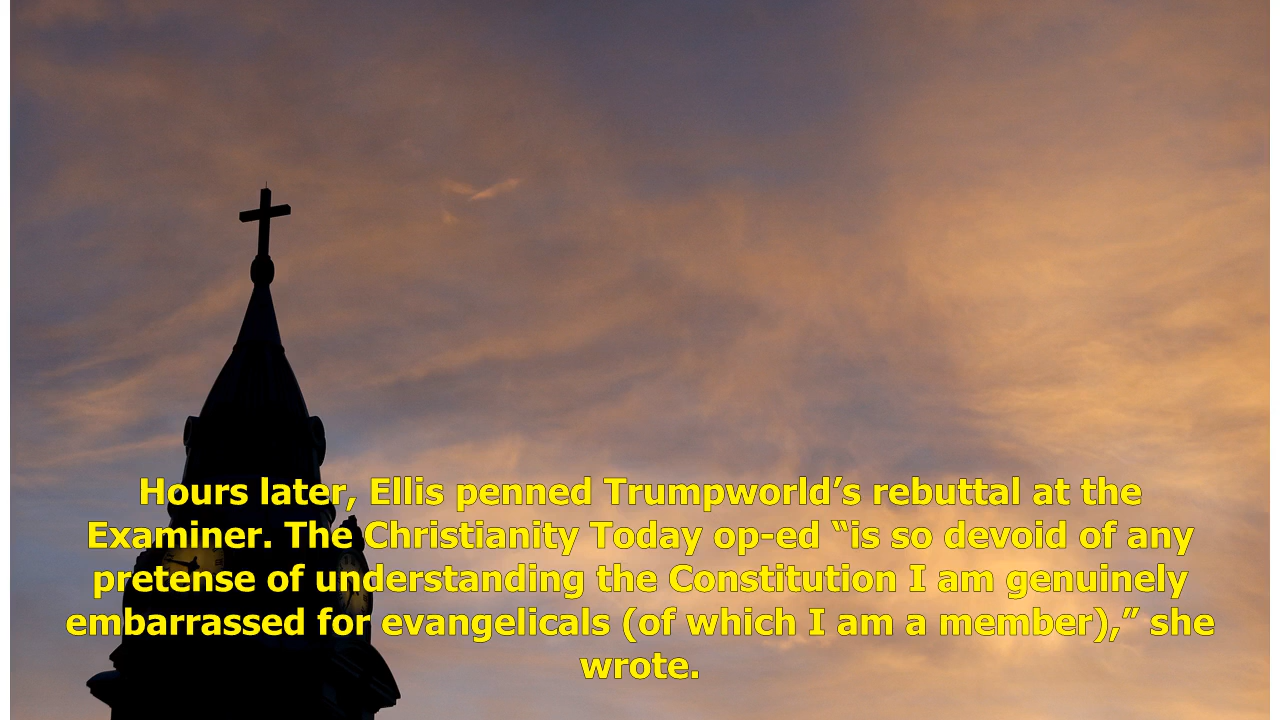 Hours later, Ellis penned Trumpworld’s rebuttal at the
Examiner. The Christianity Today op-ed “is so devoid of any
pretense of understanding the Constitution I am genuinely
embarrassed for evangelicals (of which I am a member),” she
wrote.